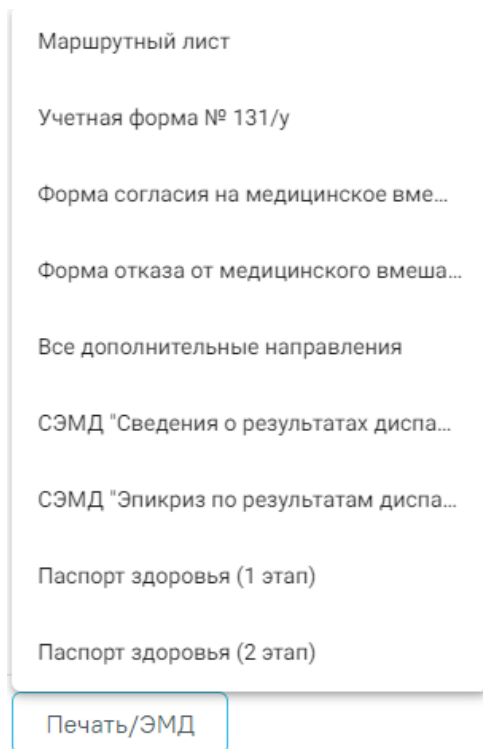 Маршрутный лист
Учетная форма № 131/у
Форма согласия на медицинское вме...
Форма отказа от медицинского вмеша...
Все дополнительные направления
СЭМД "Сведения о результатах диспа...
СЭМД "Эпикриз по результатам диспа...
Паспорт здоровья (1 этап)
Паспорт здоровья (2 этап)
Печать/ЭМД